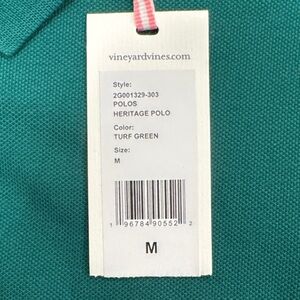 vineyardvines.com
Style:
2G001329-303
POLOS
HERITAGE POLO
Color:
TURF GREEN
Size:
M
1 96784 90552 2
M